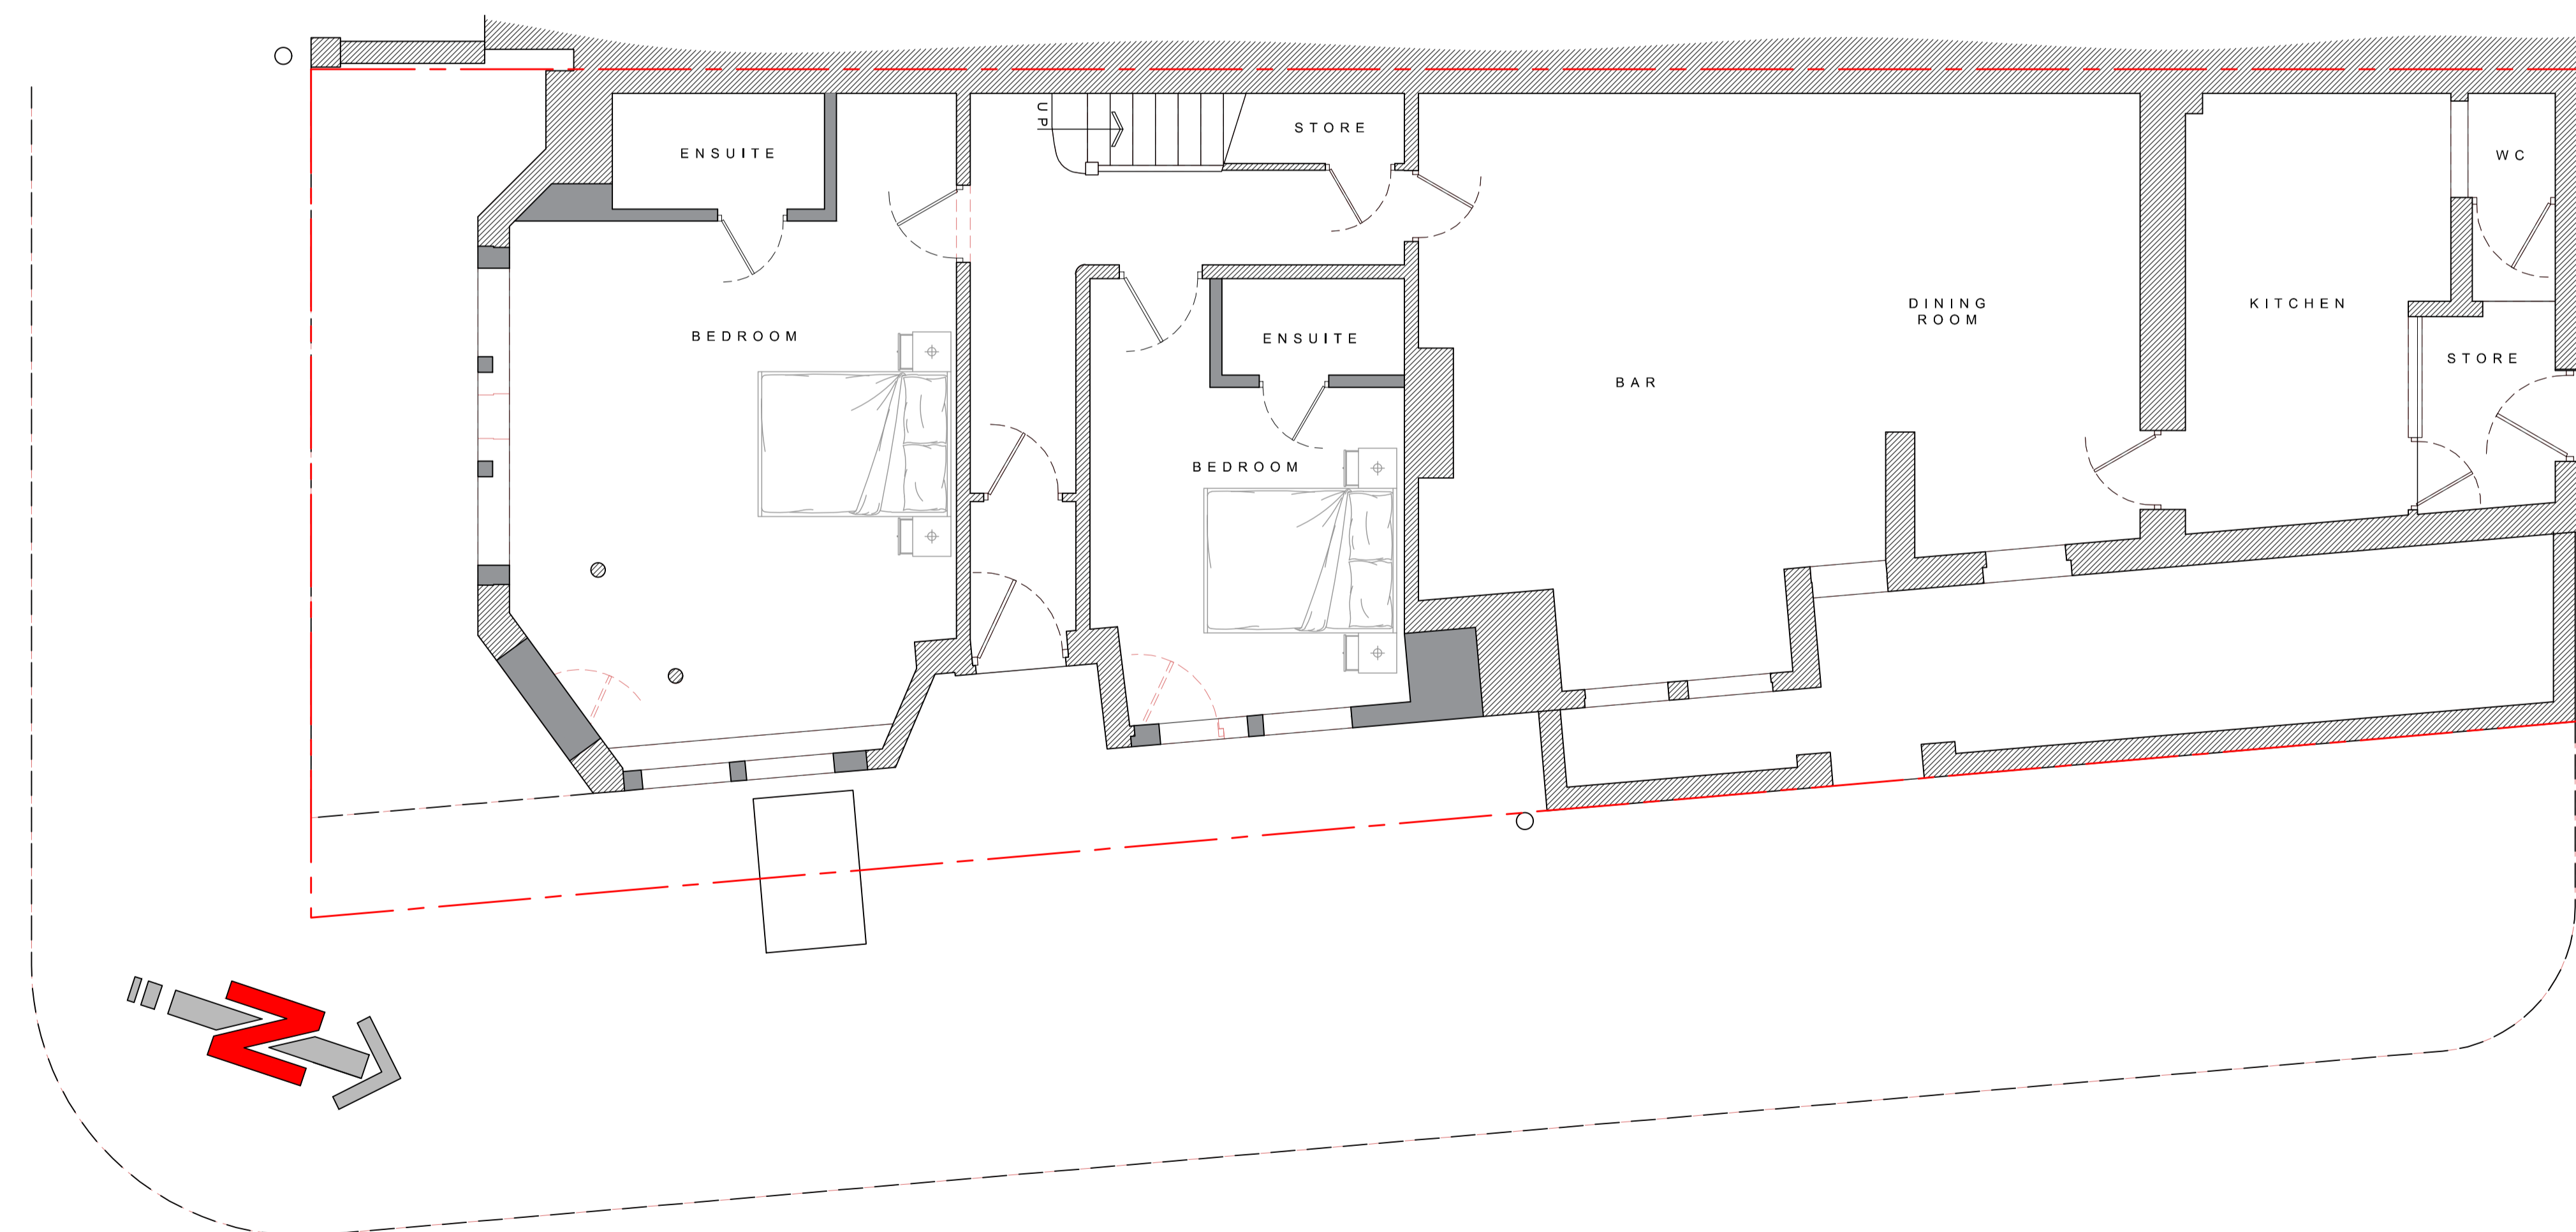 UP
STORE
ENSUITE
WC
DINING
ROOM
KITCHEN
BEDROOM
ENSUITE
STORE
BAR
BEDROOM
N